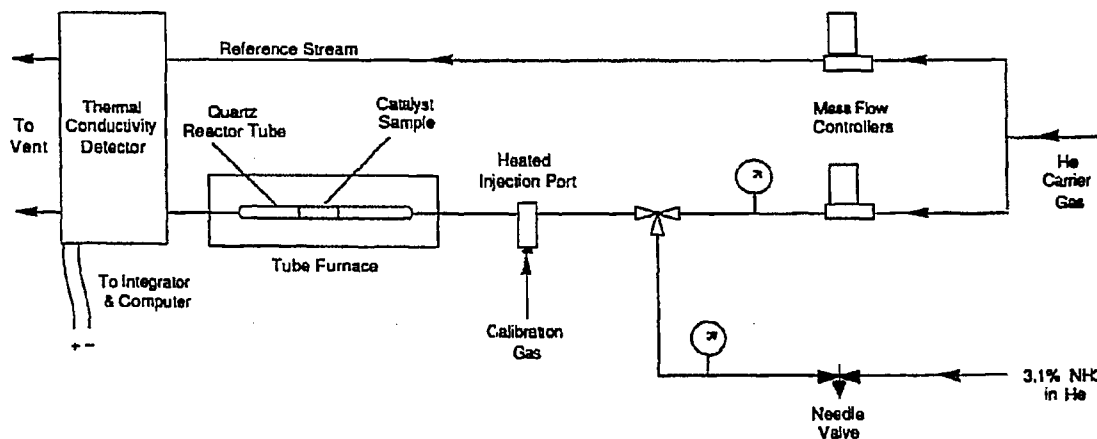 Reference Stream
Thermal
Conductivity
Detector
To
Vent
Quartz
Reactor Tube
Catalyst
Sample
Mass Flow
Controllers
Heated
Injection Port
He
Carrier
Gas
Tube Furnace
To Integrator
& Computer
+ −
Calibration
Gas
3.1% NH3
in He
Needle
Valve